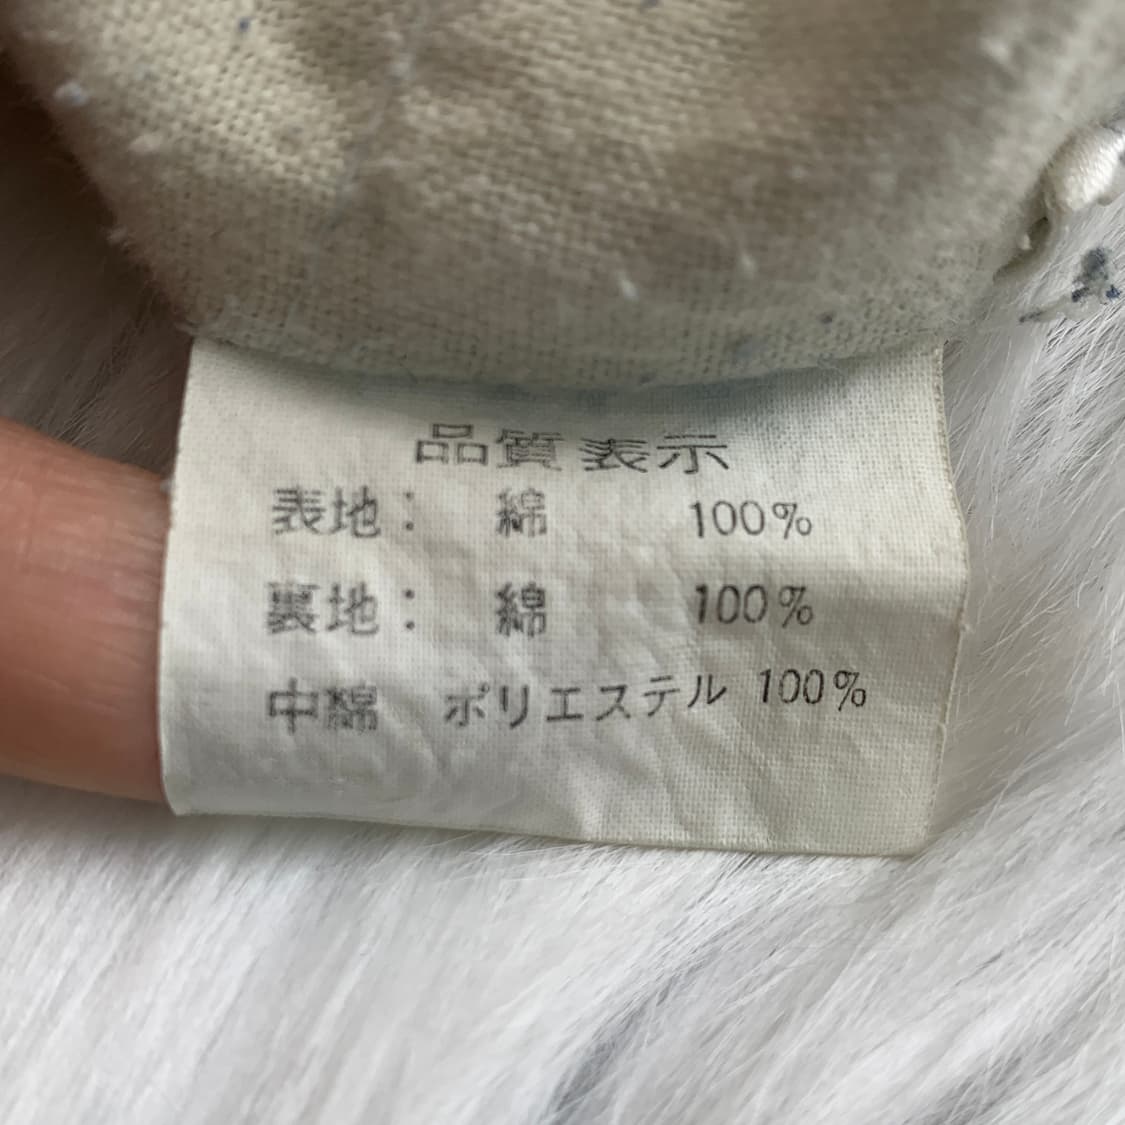 品質表示
表地： 綿 100%
裏地： 綿 100%
中綿 ポリエステル 100%